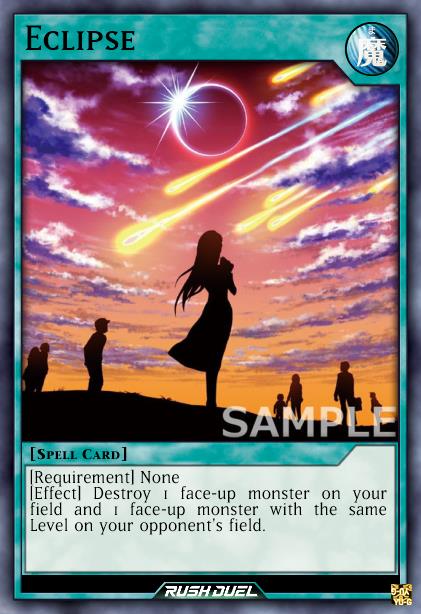 Eclipse
ま
魔
SAMPLE
[Spell Card]
[Requirement] None
[Effect] Destroy 1 face-up monster on your
field and 1 face-up monster with the same
Level on your opponent's field.
RUSH DUEL